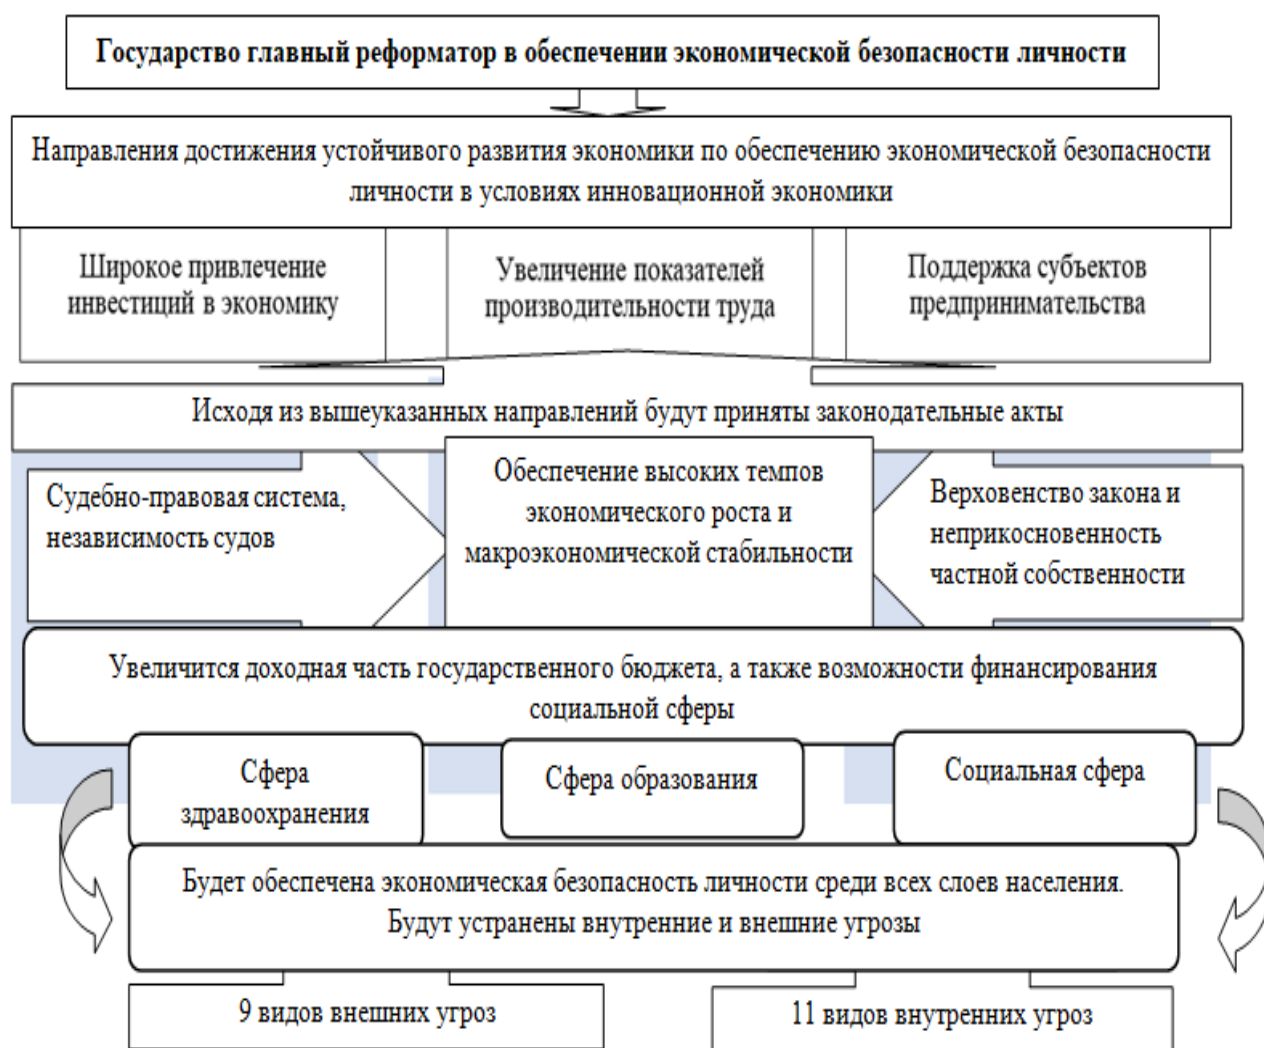 Государство главный реформатор в обеспечении экономической безопасности личности
Направления достижения устойчивого развития экономики по обеспечению экономической безопасности
личности в условиях инновационной экономики
Широкое привлечение
инвестиций в экономику
Увеличение показателей
производительности труда
Поддержка субъектов
предпринимательства
Исходя из вышеуказанных направлений будут приняты законодательные акты
Судебно-правовая система,
независимость судов
Обеспечение высоких темпов
экономического роста и
макроэкономической стабильности
Верховенство закона и
неприкосновенность
частной собственности
Увеличится доходная часть государственного бюджета, а также возможности финансирования
социальной сферы
Сфера
здравоохранения
Сфера образования
Социальная сфера
Будет обеспечена экономическая безопасность личности среди всех слоев населения.
Будут устранены внутренние и внешние угрозы
9 видов внешних угроз
11 видов внутренних угроз